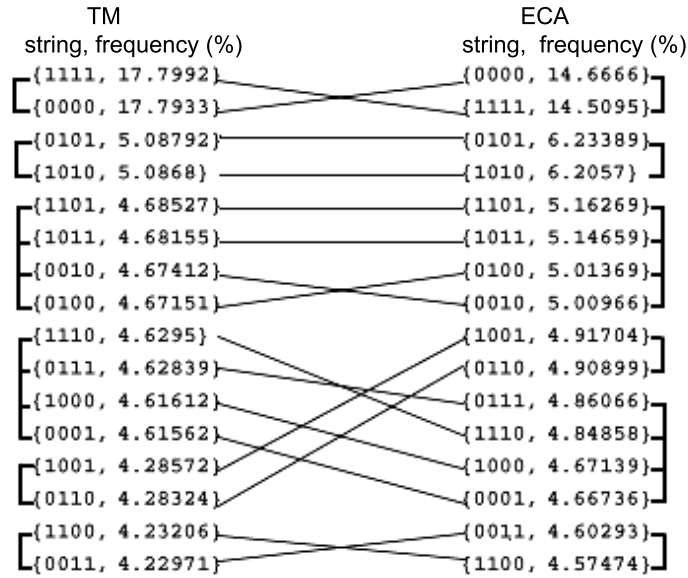 TM ECA
string, frequency (%) string, frequency (%)
{1111, 17.7992} {0000, 14.6666}
{0000, 17.7933} {1111, 14.5095}
{0101, 5.08792} {0101, 6.23389}
{1010, 5.0868} {1010, 6.2057}
{1101, 4.68527} {1101, 5.16269}
{1011, 4.68155} {1011, 5.14659}
{0010, 4.67412} {0100, 5.01369}
{0100, 4.67151} {0010, 5.00966}
{1110, 4.6295} {1001, 4.91704}
{0111, 4.62839} {0110, 4.90899}
{1000, 4.61612} {0111, 4.86066}
{0001, 4.61562} {1110, 4.84858}
{1001, 4.28572} {1000, 4.67139}
{0110, 4.28324} {0001, 4.66736}
{1100, 4.23206} {0011, 4.60293}
{0011, 4.22971} {1100, 4.57474}